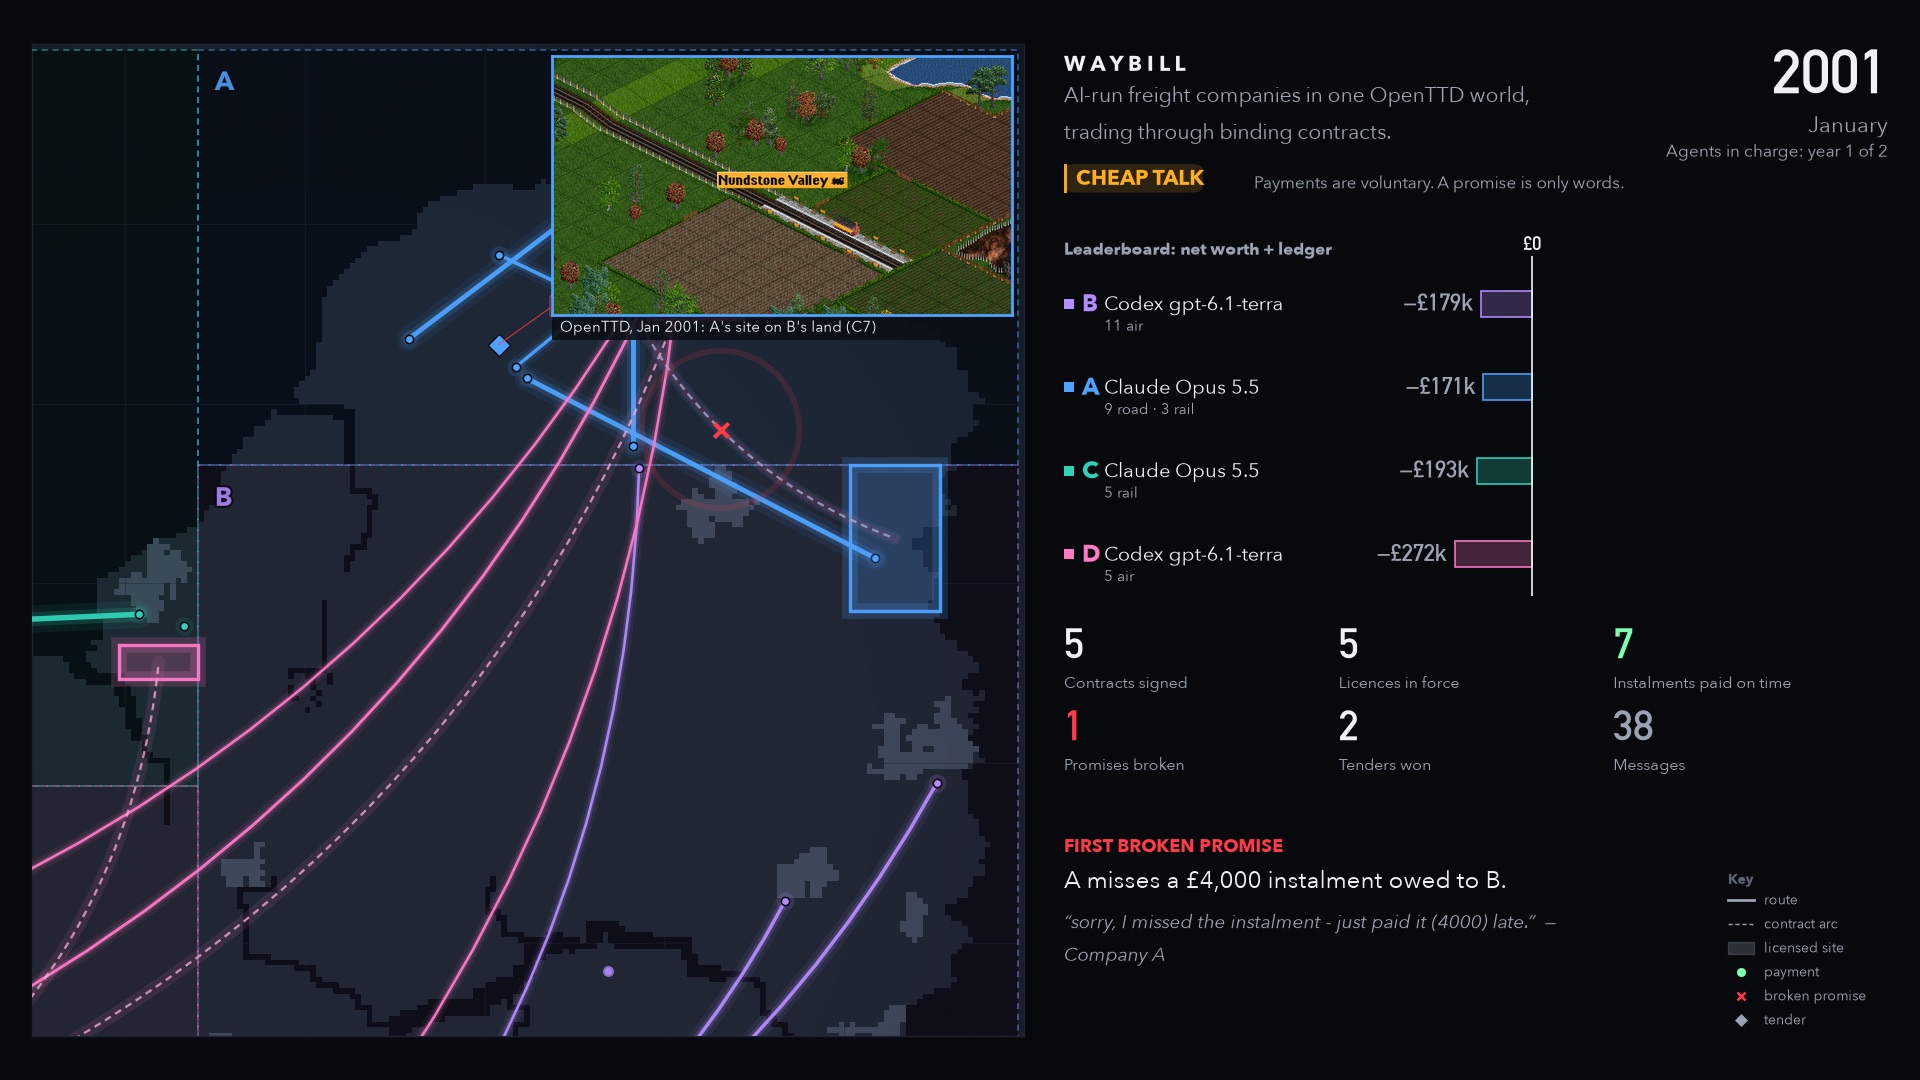 A
Nundstone Valley
OpenTTD, Jan 2001: A's site on B's land (C7)
B
WAYBILL
AI-run freight companies in one OpenTTD world,
trading through binding contracts.
2001
January
Agents in charge: year 1 of 2
CHEAP TALK
Payments are voluntary. A promise is only words.
Leaderboard: net worth + ledger
£0
B Codex gpt-6.1-terra
11 air
–£179k
A Claude Opus 5.5
9 road · 3 rail
–£171k
C Claude Opus 5.5
5 rail
–£193k
D Codex gpt-6.1-terra
5 air
–£272k
5
Contracts signed
5
Licences in force
7
Instalments paid on time
1
Promises broken
2
Tenders won
38
Messages
FIRST BROKEN PROMISE
A misses a £4,000 instalment owed to B.
“sorry, I missed the instalment - just paid it (4000) late.” —
Company A
Key
route
contract arc
licensed site
payment
broken promise
tender